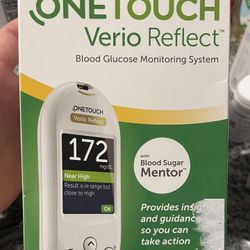 ONETOUCH
Verio Reflect™
Blood Glucose Monitoring System
ONETOUCH
Verio Reflect
172
mg/dL
Near High
Result is in range but
close to High
OK
with
Blood Sugar
Mentor™
Provides
and guidance
so you can
take action